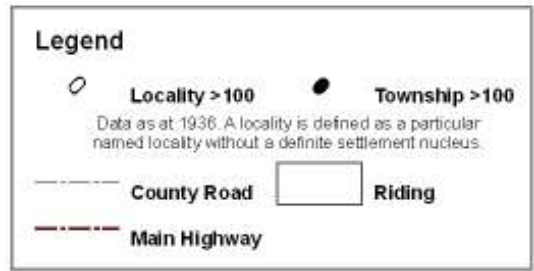 Legend
Locality >100 Township >100
Data as at 1936. A locality is defined as a particular
named locality without a definite settlement nucleus.
County Road Riding
Main Highway